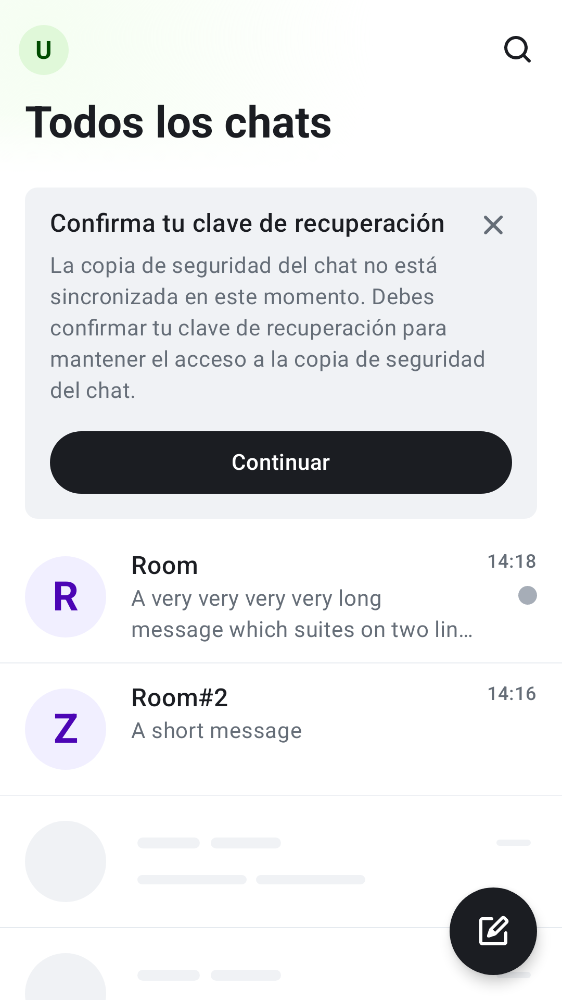 U
Todos los chats
Confirma tu clave de recuperación
La copia de seguridad del chat no está
sincronizada en este momento. Debes
confirmar tu clave de recuperación para
mantener el acceso a la copia de seguridad
del chat.
Continuar
R
Room
14:18
A very very very very long
message which suites on two lin…
Z
Room#2
14:16
A short message